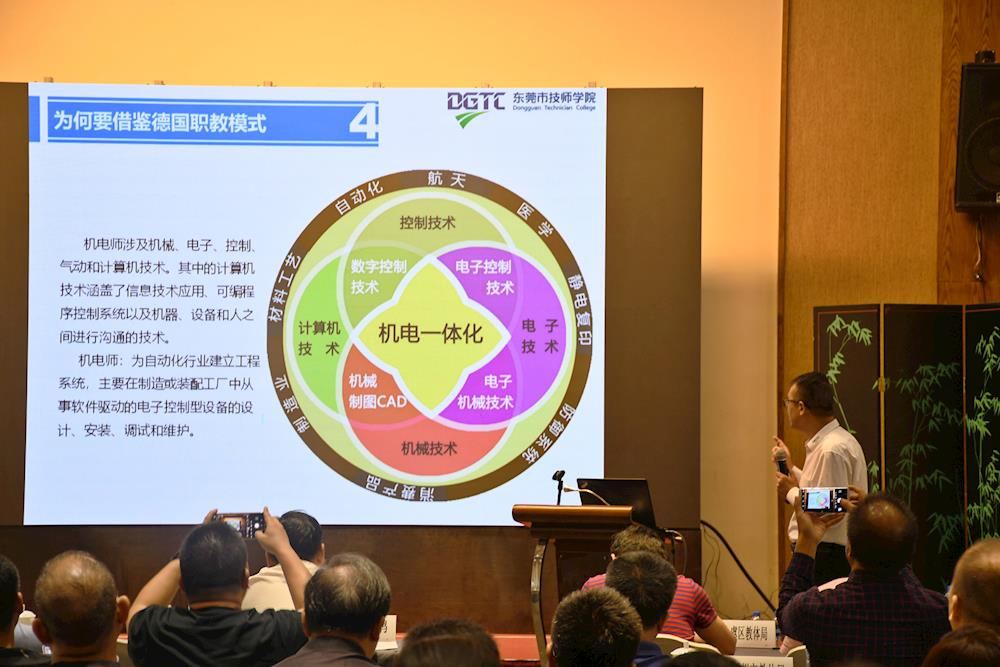 为何要借鉴德国职教模式
4
DGTC
东莞市技师学院
Dongguan Technician College
机电师涉及机械、电子、控制、
气动和计算机技术。其中的计算机
技术涵盖了信息技术应用、可编程
序控制系统以及机器、设备和人之
间进行沟通的技术。
机电师：为自动化行业建立工程
系统，主要在制造或装配工厂中从
事软件驱动的电子控制型设备的设
计、安装、调试和维护。
自动化
航天
医学
静电复印
防御系统
消费产品
制造业
材料工艺
控制技术
数字控制
技术
电子控制
技术
计算机
技术
机电一体化
电子
技术
机械
制图CAD
电子
机械技术
机械技术
区教体局